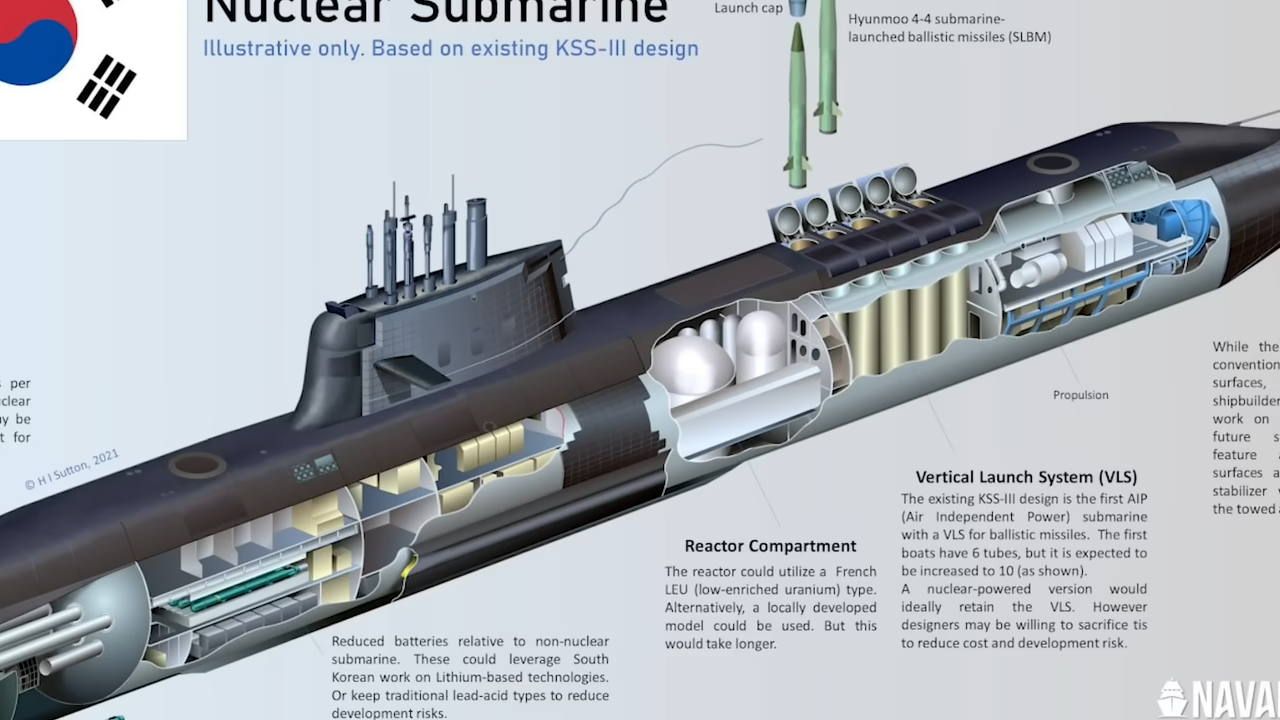 Nuclear Submarine
Illustrative only. Based on existing KSS-III design
Launch cap
Hyunmoo 4-4 submarine-
launched ballistic missiles (SLBM)
per
be
for
© H I Sutton, 2021
Propulsion
While the
surfaces,
work on
future
feature
surfaces
stabilizer
the towed
Vertical Launch System (VLS)
The existing KSS-III design is the first AIP
(Air Independent Power) submarine
with a VLS for ballistic missiles. The first
boats have 6 tubes, but it is expected to
be increased to 10 (as shown).
A nuclear-powered version would
ideally retain the VLS. However
designers may be willing to sacrifice tis
to reduce cost and development risk.
Reactor Compartment
The reactor could utilize a French
LEU (low-enriched uranium) type.
Alternatively, a locally developed
model could be used. But this
would take longer.
Reduced batteries relative to non-nuclear
submarine. These could leverage South
Korean work on Lithium-based technologies.
Or keep traditional lead-acid types to reduce
development risks.
NAVA